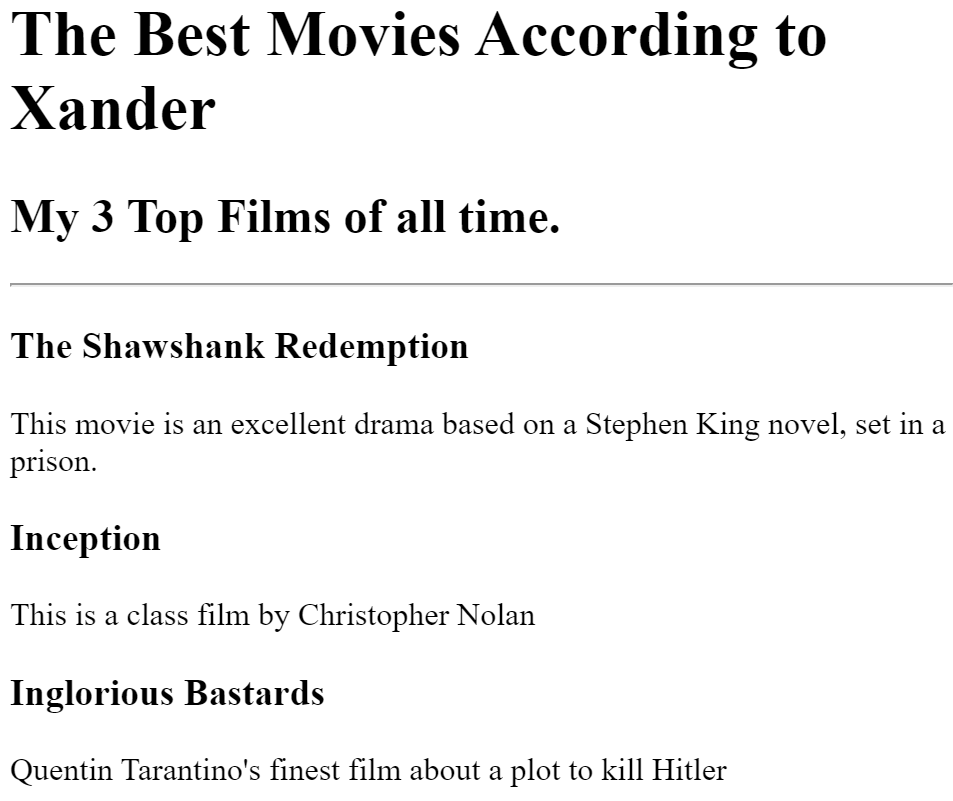 The Best Movies According to
Xander
My 3 Top Films of all time.
The Shawshank Redemption
This movie is an excellent drama based on a Stephen King novel, set in a
prison.
Inception
This is a class film by Christopher Nolan
Inglorious Bastards
Quentin Tarantino's finest film about a plot to kill Hitler